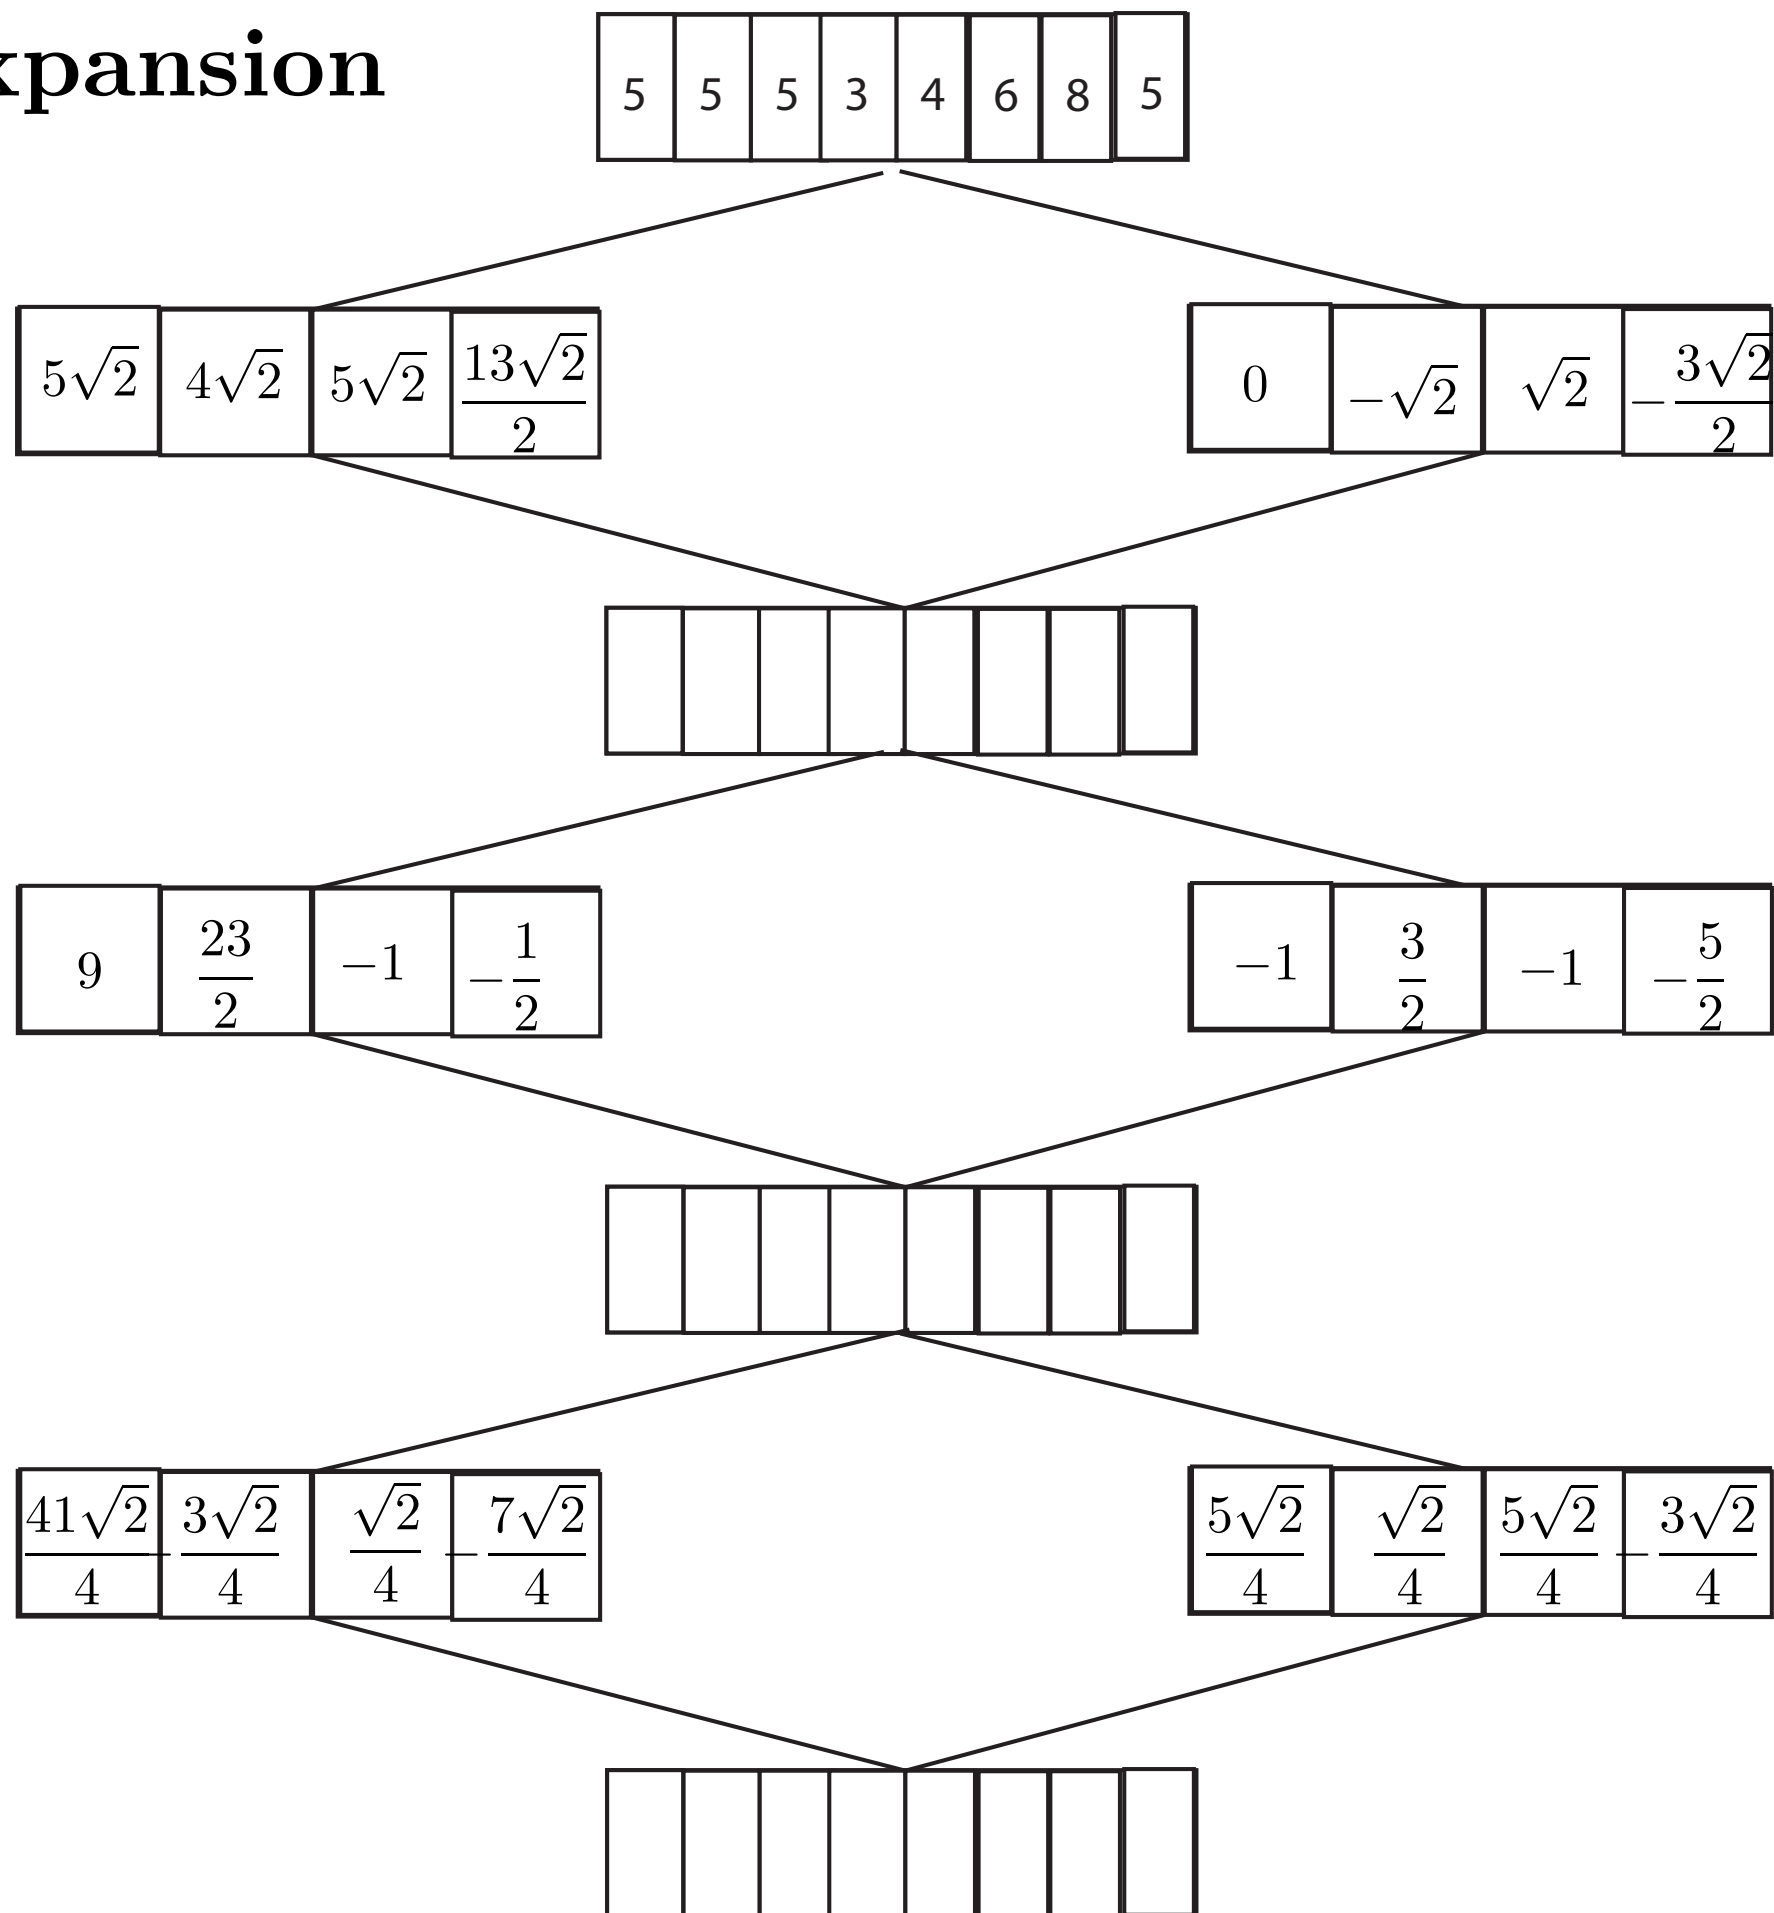 xpansion
5 5 5 3 4 6 8 5
5√2 4√2 5√2 13√2/2 0 −√2 √2 −3√2/2
9 23/2 −1 −1/2 −1 3/2 −1 −5/2
41√2/4 −3√2/4 √2/4 −7√2/4 5√2/4 √2/4 5√2/4 −3√2/4